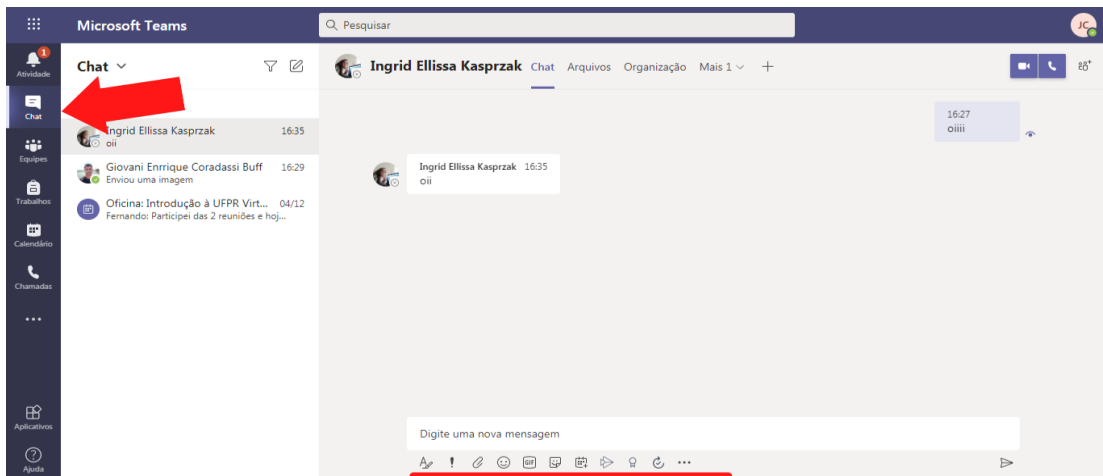 Microsoft Teams
Pesquisar
JC
1
Atividade
Chat
Equipes
Trabalhos
Calendário
Chamadas
Aplicativos
Ajuda
Chat
Ingrid Ellissa Kasprzak 16:35
oii
Giovani Enrrique Coradassi Buff 16:29
Enviou uma imagem
Oficina: Introdução à UFPR Virt... 04/12
Fernando: Participei das 2 reuniões e hoj...
Ingrid Ellissa Kasprzak Chat Arquivos Organização Mais 1
16:27
oiiii
Ingrid Ellissa Kasprzak 16:35
oii
Digite uma nova mensagem
GIF